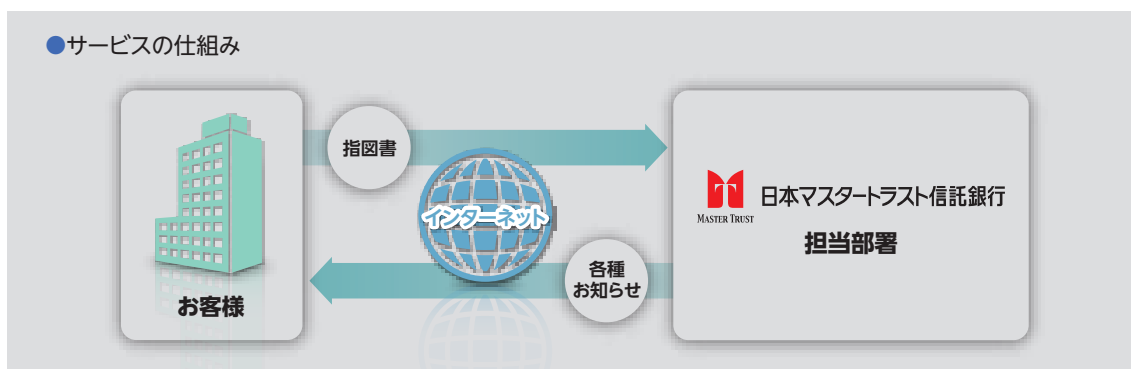 ●サービスの仕組み
指図書
インターネット
MASTER TRUST
日本マスタートラスト信託銀行
担当部署
各種
お知らせ
お客様